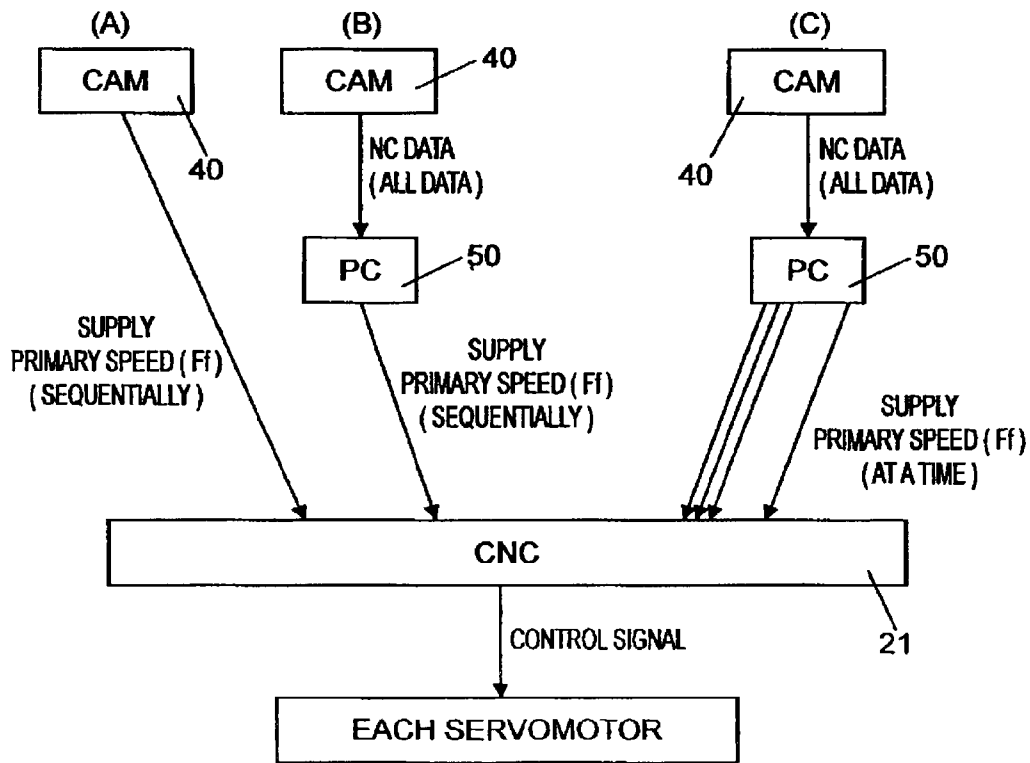 (A)
(B)
(C)
CAM
40
CAM
40
CAM
40
NC DATA
( ALL DATA )
NC DATA
( ALL DATA )
PC
50
PC
50
SUPPLY
PRIMARY SPEED ( Ff )
( SEQUENTIALLY )
SUPPLY
PRIMARY SPEED ( Ff )
( SEQUENTIALLY )
SUPPLY
PRIMARY SPEED ( Ff )
( AT A TIME )
CNC
21
CONTROL SIGNAL
EACH SERVOMOTOR